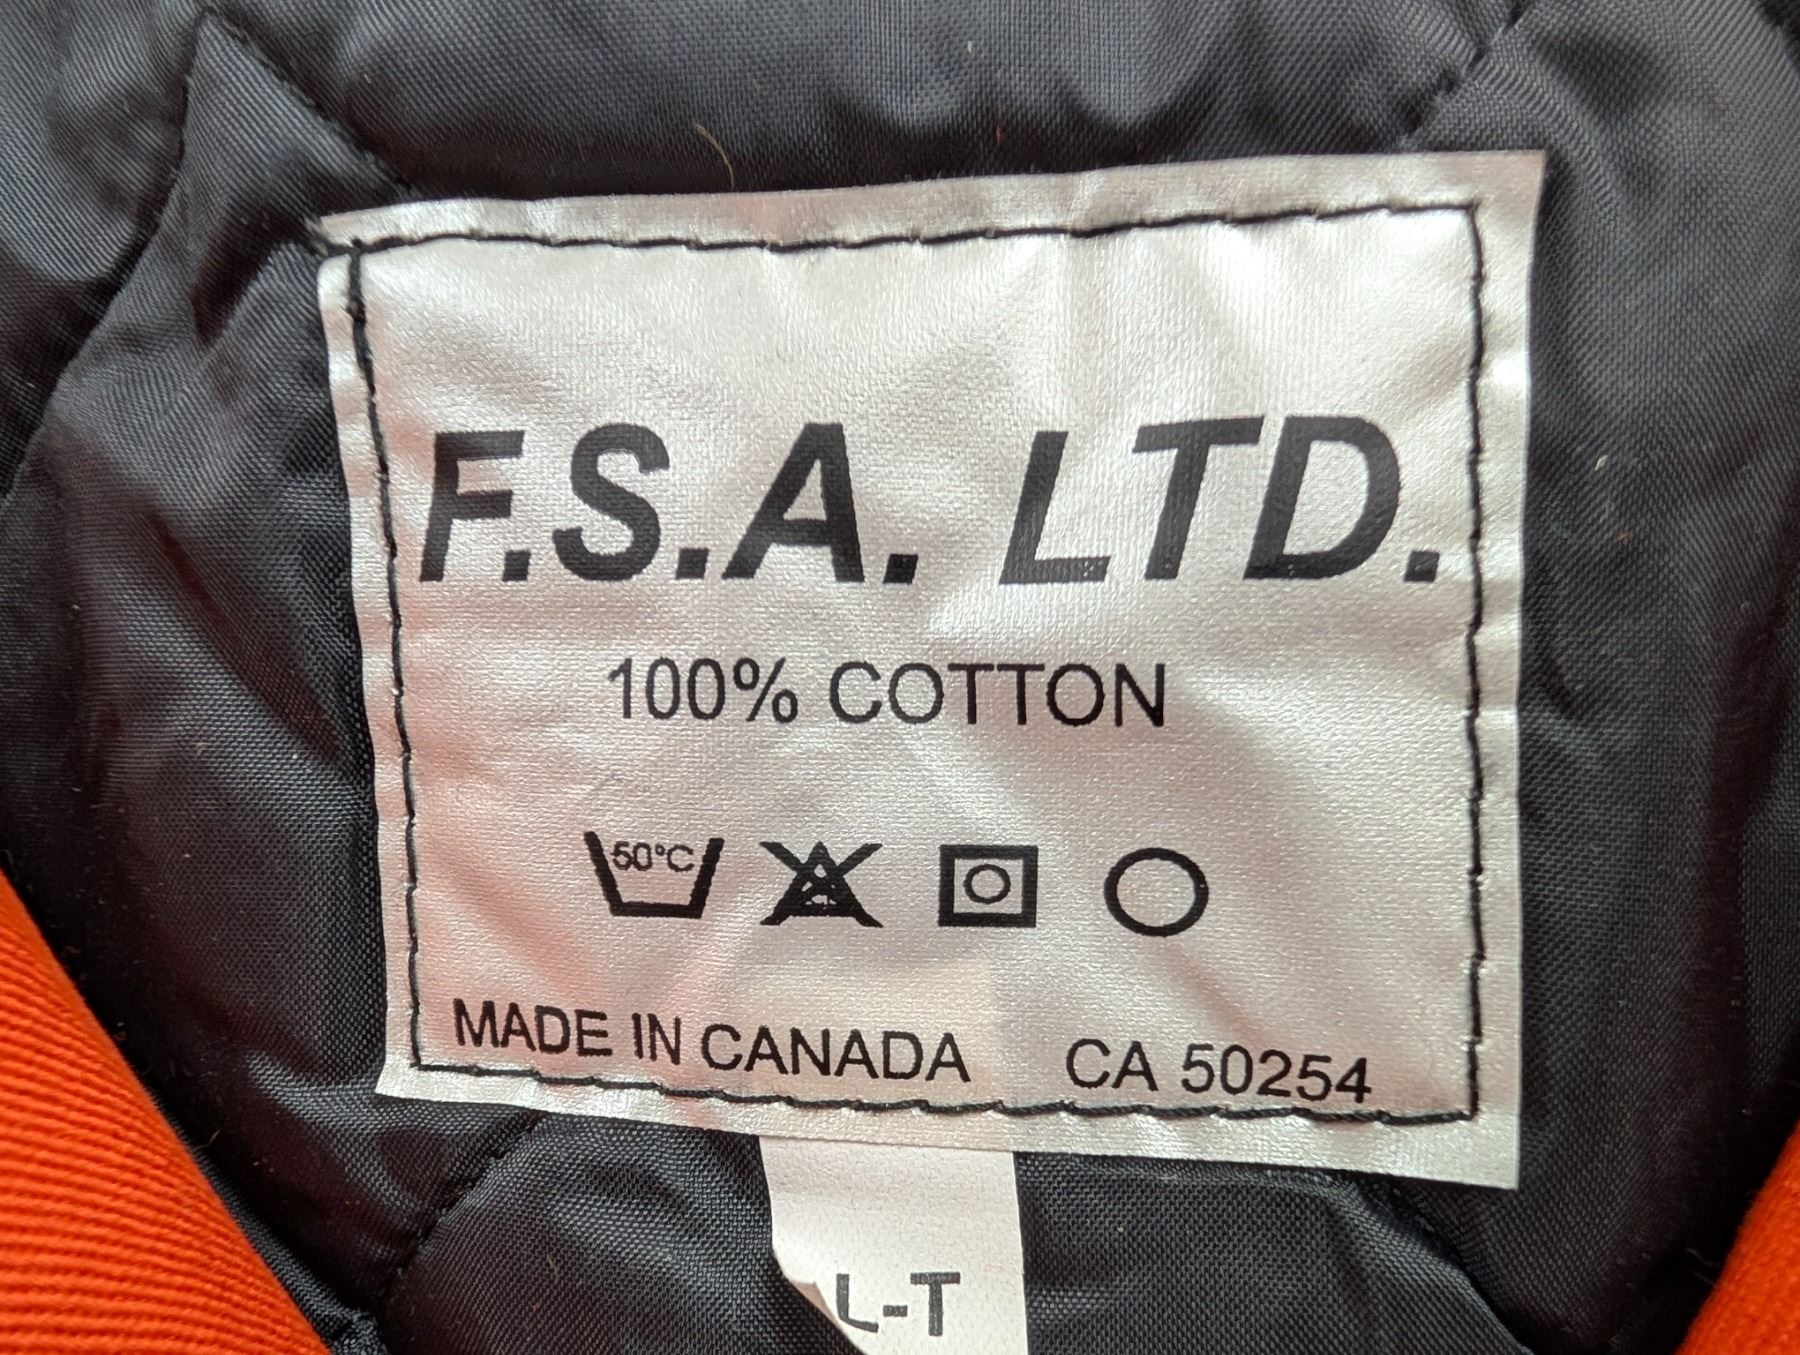 F.S.A. LTD.
100% COTTON
50°C
MADE IN CANADA CA 50254
L-T